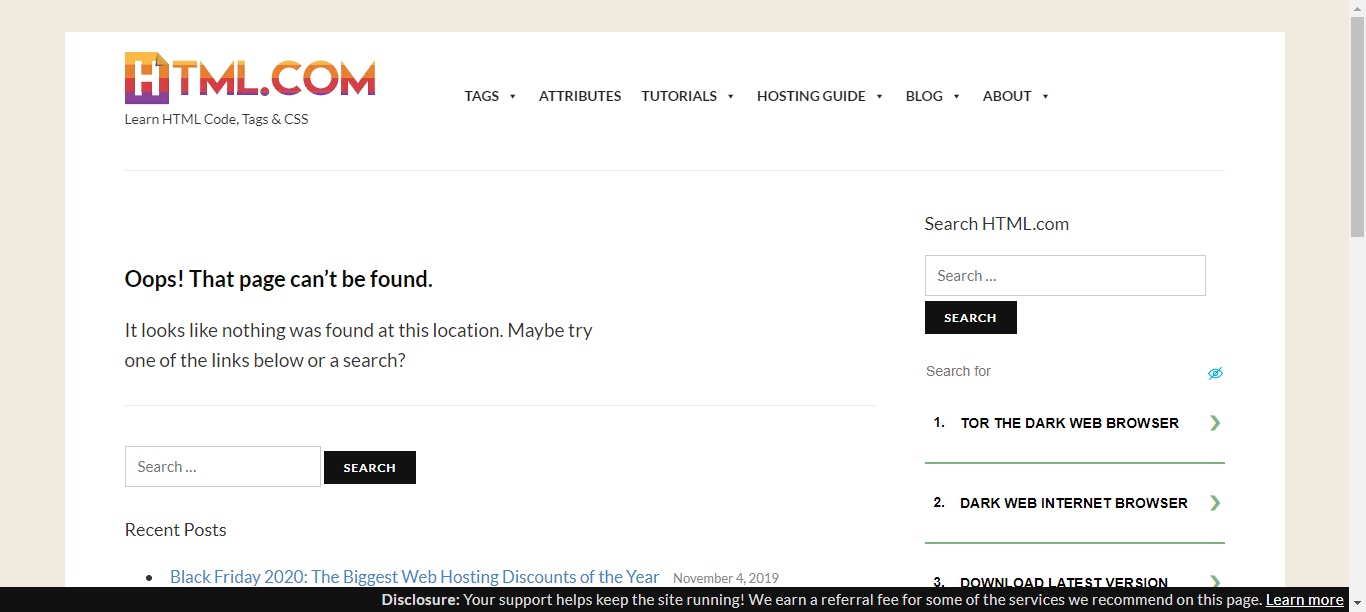 HTML.COM
Learn HTML Code, Tags & CSS
TAGS ATTRIBUTES TUTORIALS HOSTING GUIDE BLOG ABOUT
Oops! That page can’t be found.
It looks like nothing was found at this location. Maybe try
one of the links below or a search?
Search ...
SEARCH
Recent Posts
Black Friday 2020: The Biggest Web Hosting Discounts of the Year November 4, 2019
Search HTML.com
Search ...
SEARCH
Search for
1. TOR THE DARK WEB BROWSER
2. DARK WEB INTERNET BROWSER
3. DOWNLOAD LATEST VERSION
Disclosure: Your support helps keep the site running! We earn a referral fee for some of the services we recommend on this page. Learn more